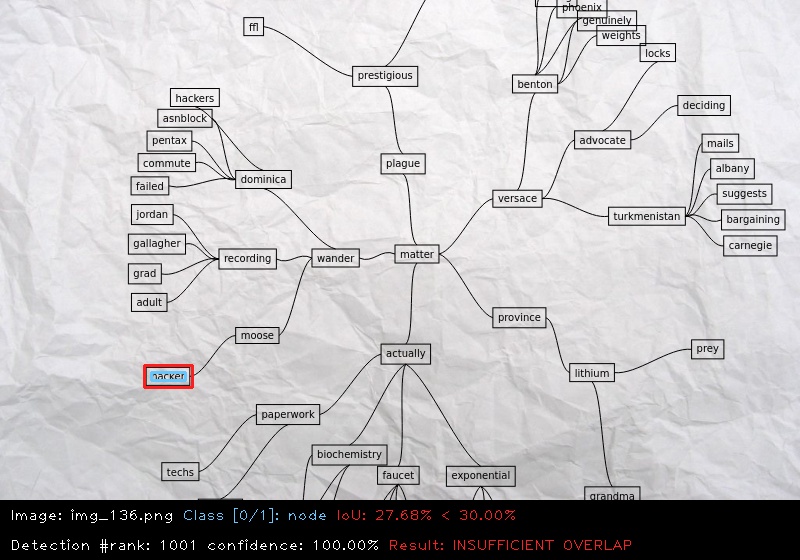 phoenix
genuinely
ffl
weights
locks
prestigious
benton
hackers
deciding
asnblock
pentax
advocate
mails
commute
plague
albany
dominica
failed
suggests
versace
jordan
turkmenistan
bargaining
gallagher
carnegie
recording
wander
matter
grad
adult
province
moose
prey
actually
lithium
paperwork
biochemistry
techs
faucet
exponential
grandma
Image: img_136.png Class [0/1]: node IoU: 27.68% < 30.00%
Detection #rank: 1001 confidence: 100.00% Result: INSUFFICIENT OVERLAP